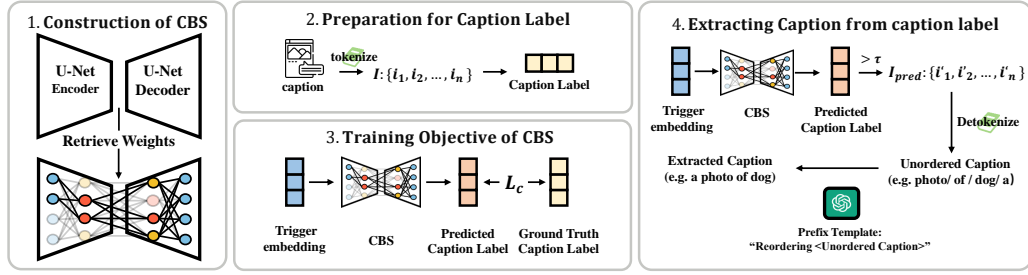 1. Construction of CBS
U-Net
Encoder
U-Net
Decoder
Retrieve Weights
2. Preparation for Caption Label
caption
tokenize
I: {i₁, i₂, ..., iₙ}
Caption Label
3. Training Objective of CBS
Trigger
embedding
CBS
Predicted
Caption Label
L_c
Ground Truth
Caption Label
4. Extracting Caption from caption label
Trigger
embedding
CBS
Predicted
Caption Label
> τ
I_pred: {i'₁, i'₂, ..., i'ₙ}
Detokenize
Unordered Caption
(e.g. photo/ of / dog/ a)
Extracted Caption
(e.g. a photo of dog)
Prefix Template:
“Reordering <Unordered Caption>”